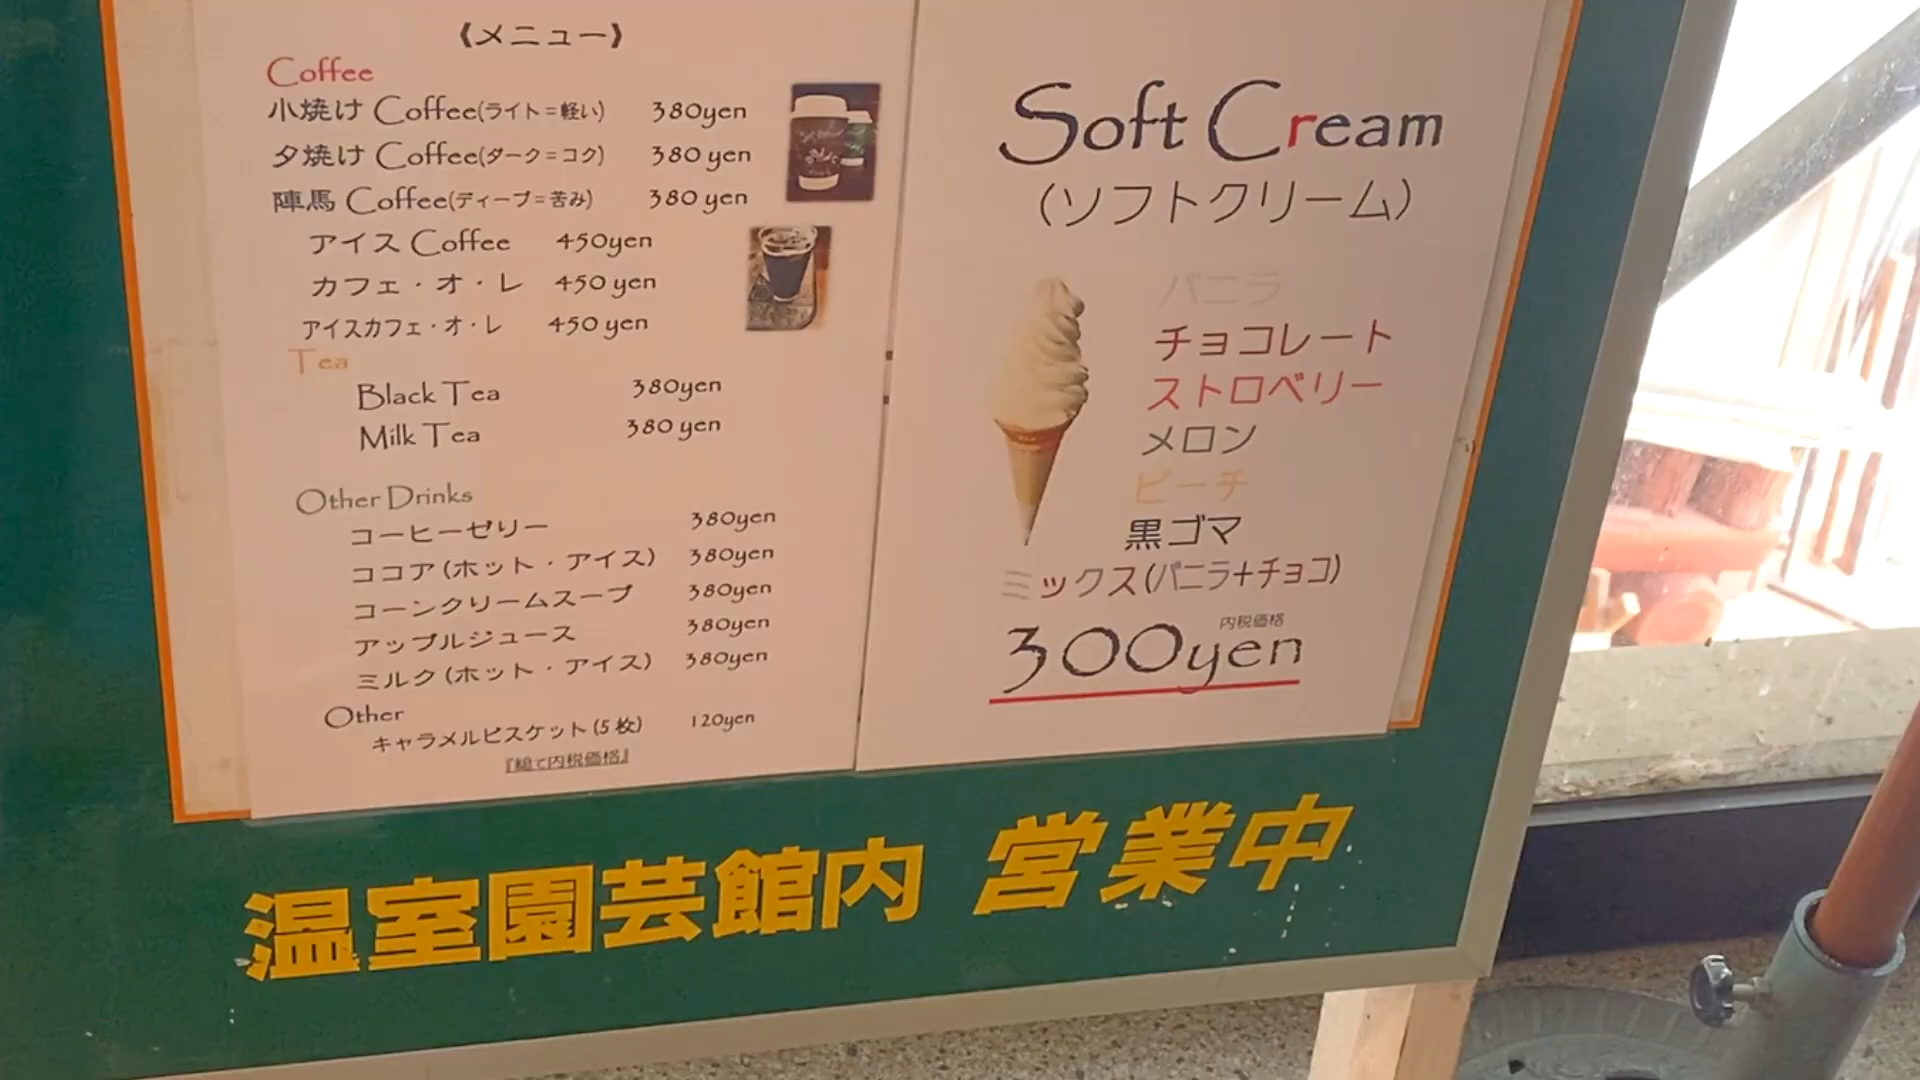 《メニュー》
Coffee
小焼け Coffee(ライト=軽い) 380yen
夕焼け Coffee(ダーク=コク) 380 yen
陣馬 Coffee(ディープ=苦み) 380 yen
アイス Coffee 450yen
カフェ・オ・レ 450 yen
アイスカフェ・オ・レ 450 yen
Tea
Black Tea 380yen
Milk Tea 380 yen
Other Drinks
コーヒーゼリー 380yen
ココア(ホット・アイス) 380yen
コーンクリームスープ 380yen
アップルジュース 380yen
ミルク(ホット・アイス) 380yen
Other
キャラメルビスケット(5枚) 120yen
『総て内税価格』
Soft Cream
(ソフトクリーム)
バニラ
チョコレート
ストロベリー
メロン
ピーチ
黒ゴマ
ミックス(バニラ+チョコ)
内税価格
300yen
温室園芸館内 営業中